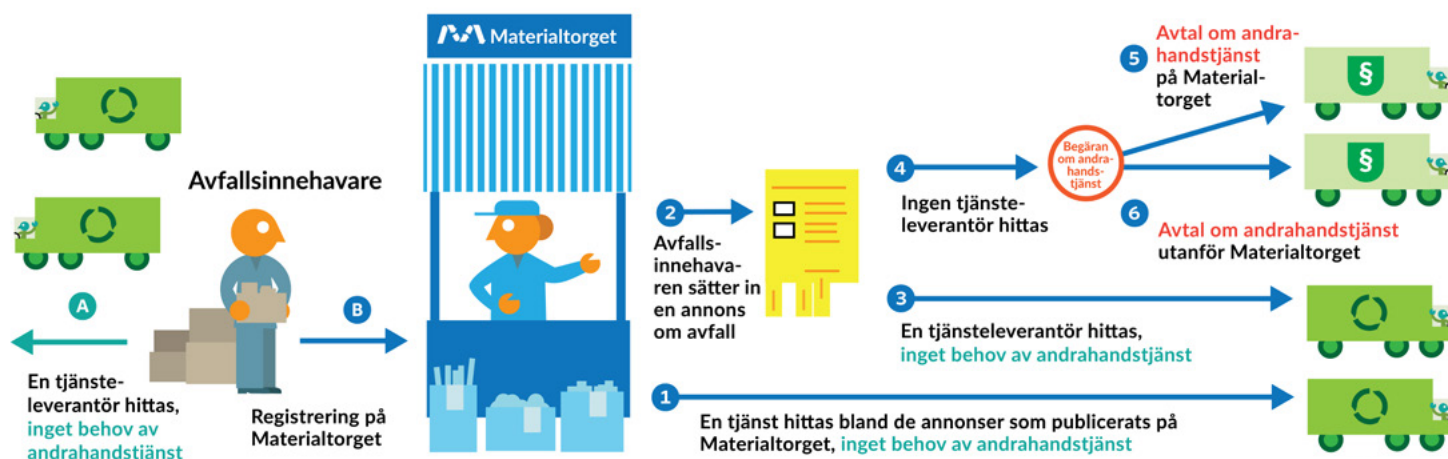 Avfallsinnehavare
A
En tjänste-
leverantör hittas,
inget behov av
andrahandstjänst
B
Registrering på
Materialtorget
Materialtorget
2
Avfalls-
innehava-
ren sätter in
en annons
om avfall
4
Ingen tjänste-
leverantör hittas
Begäran
om andra-
hands-
tjänst
5
Avtal om andra-
handstjänst
på Material-
torget
§
§
6
Avtal om andrahandstjänst
utanför Materialtorget
3
En tjänsteleverantör hittas,
inget behov av andrahandstjänst
1
En tjänst hittas bland de annonser som publicerats på
Materialtorget, inget behov av andrahandstjänst